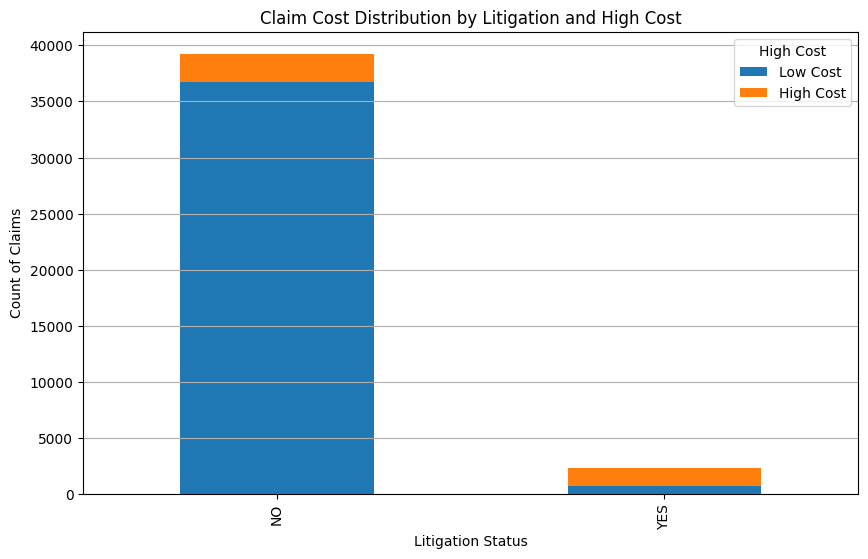 Claim Cost Distribution by Litigation and High Cost
40000
35000
30000
25000
20000
15000
10000
5000
0
Count of Claims
High Cost
Low Cost
High Cost
NO
YES
Litigation Status